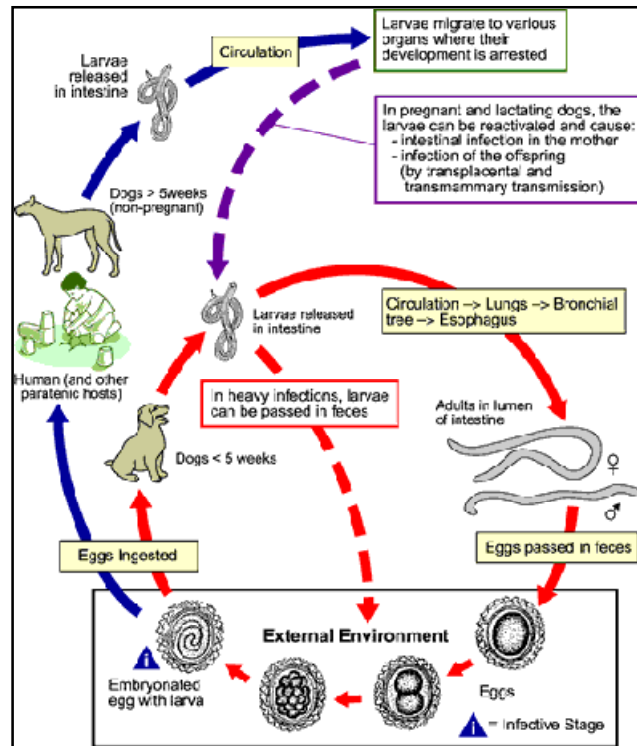 Larvae migrate to various
organs where their
development is arrested
Circulation
Larvae
released
in intestine
In pregnant and lactating dogs, the
larvae can be reactivated and cause:
- intestinal infection in the mother
- infection of the offspring
(by transplacental and
transmammary transmission)
Dogs > 5weeks
(non-pregnant)
Larvae released
in intestine
Circulation –> Lungs –> Bronchial
tree –> Esophagus
Human (and other
paratenic hosts)
In heavy infections, larvae
can be passed in feces
Adults in lumen
of intestine
♀
♂
Dogs < 5 weeks
Eggs Ingested
Eggs passed in feces
External Environment
i
Embryonated
egg with larva
Eggs
i = Infective Stage